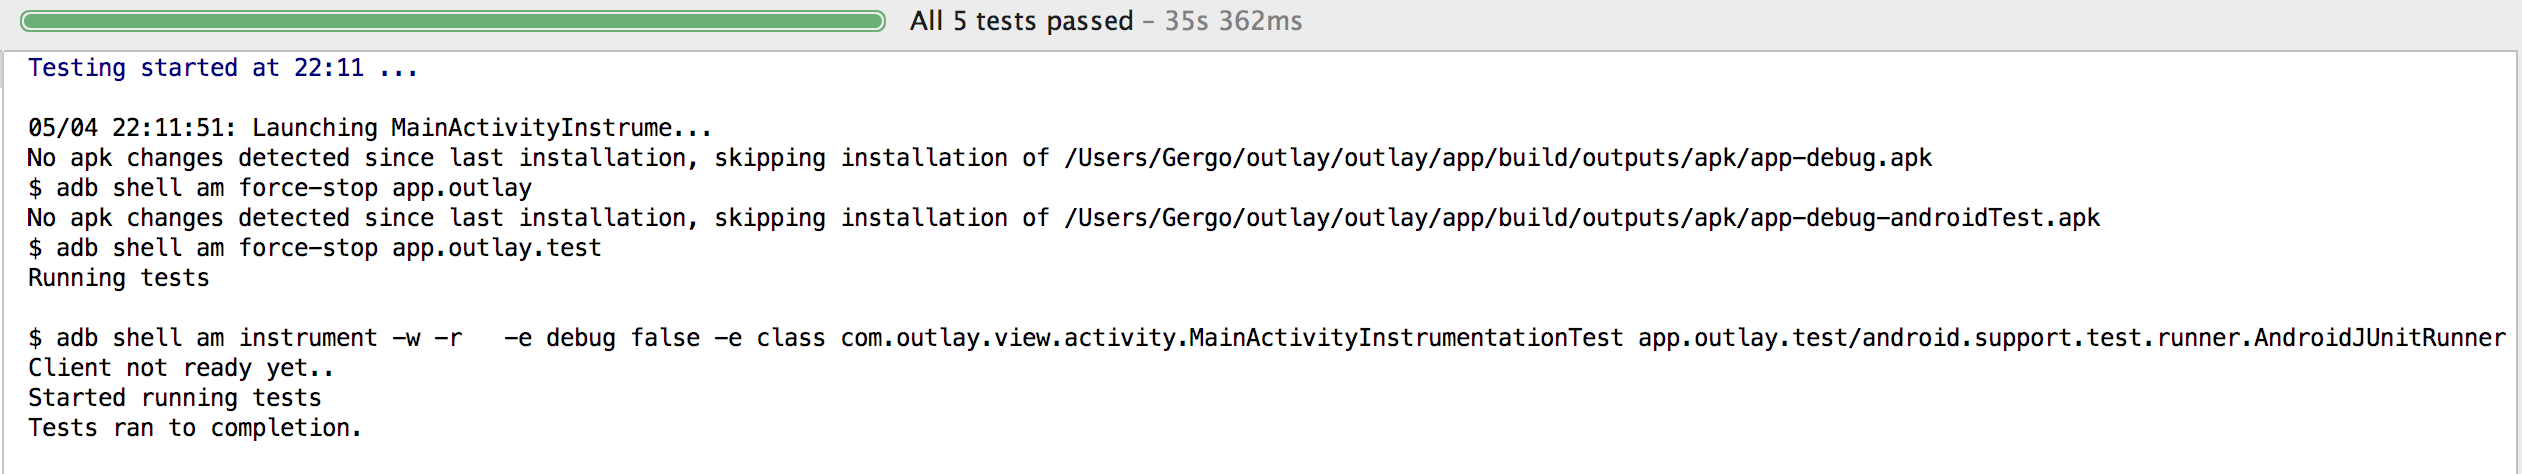 All 5 tests passed – 35s 362ms
Testing started at 22:11 ...
05/04 22:11:51: Launching MainActivityInstrume...
No apk changes detected since last installation, skipping installation of /Users/Gergo/outlay/outlay/app/build/outputs/apk/app-debug.apk
$ adb shell am force-stop app.outlay
No apk changes detected since last installation, skipping installation of /Users/Gergo/outlay/outlay/app/build/outputs/apk/app-debug-androidTest.apk
$ adb shell am force-stop app.outlay.test
Running tests
$ adb shell am instrument -w -r   -e debug false -e class com.outlay.view.activity.MainActivityInstrumentationTest app.outlay.test/android.support.test.runner.AndroidJUnitRunner
Client not ready yet..
Started running tests
Tests ran to completion.